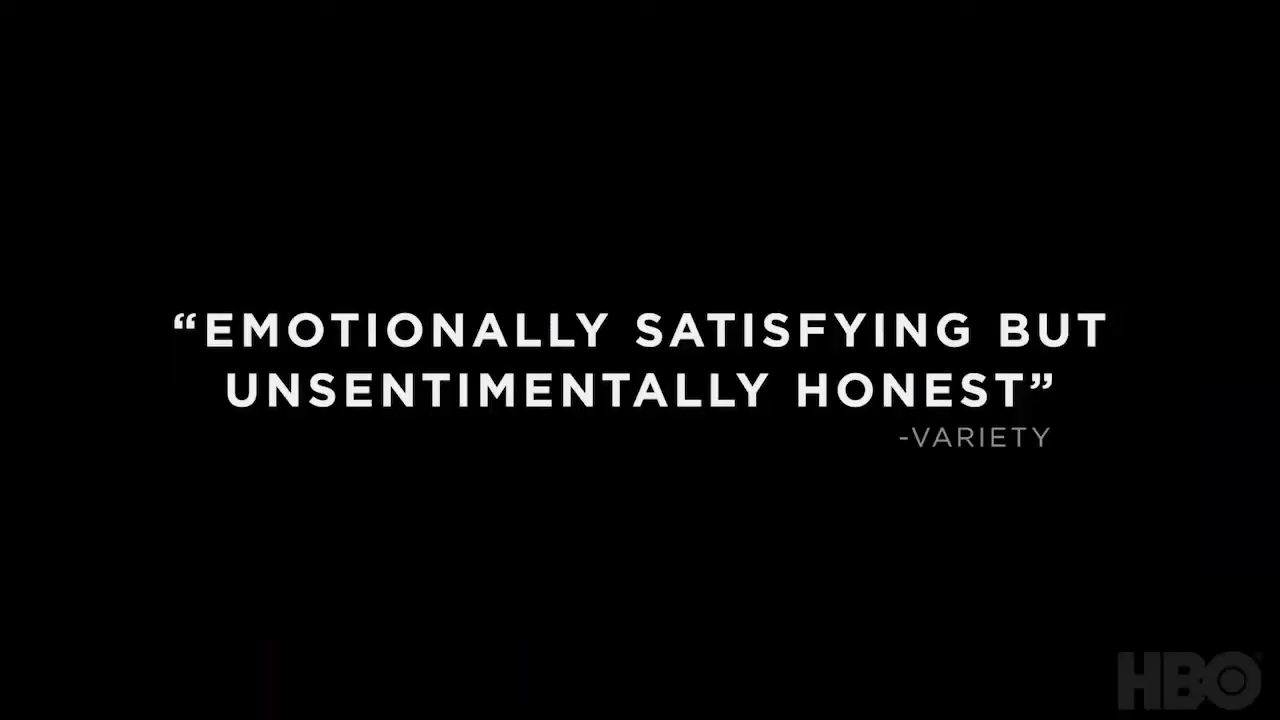 “EMOTIONALLY SATISFYING BUT
UNSENTIMENTALLY HONEST”
-VARIETY
HBO